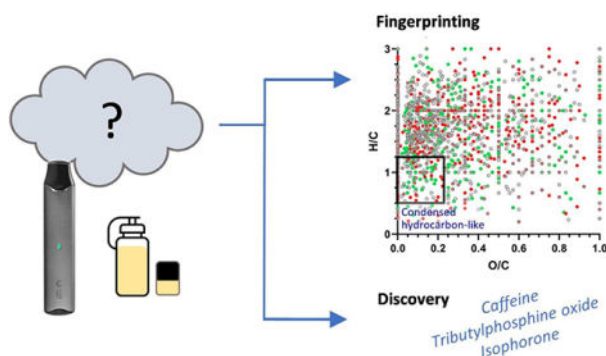 ?
Fingerprinting
H/C
3
2
1
0
Condensed
hydrocarbon-like
0.0 0.2 0.4 0.6 0.8 1.0
O/C
Discovery
Caffeine
Tributylphosphine oxide
Isophorone